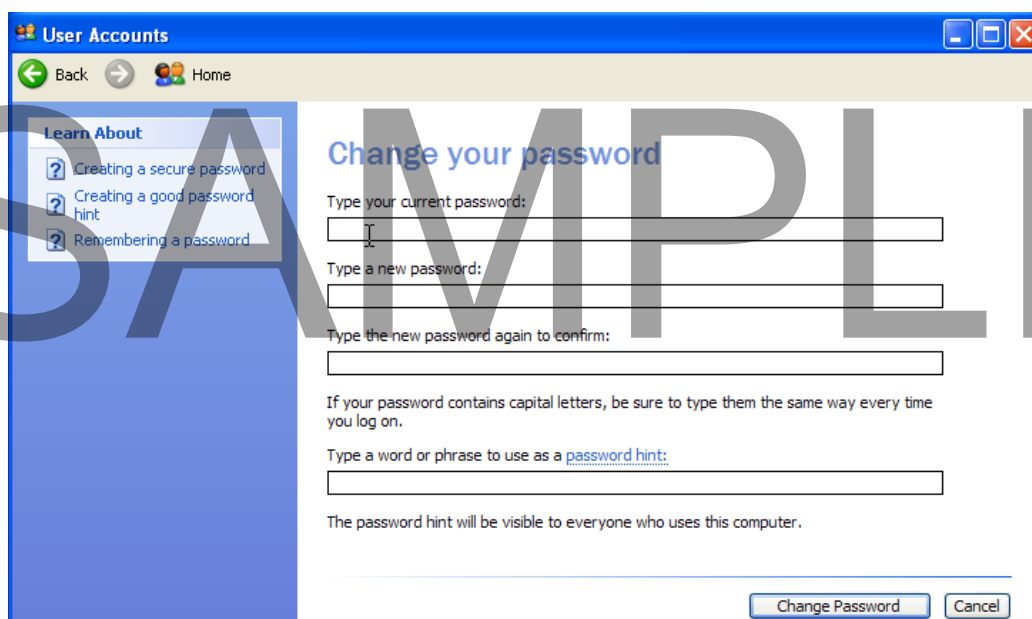 User Accounts
Back Home
Learn About
Creating a secure password
Creating a good password
hint
Remembering a password
Change your password
Type your current password:
Type a new password:
Type the new password again to confirm:
If your password contains capital letters, be sure to type them the same way every time
you log on.
Type a word or phrase to use as a password hint:
The password hint will be visible to everyone who uses this computer.
Change Password Cancel
SAMPL